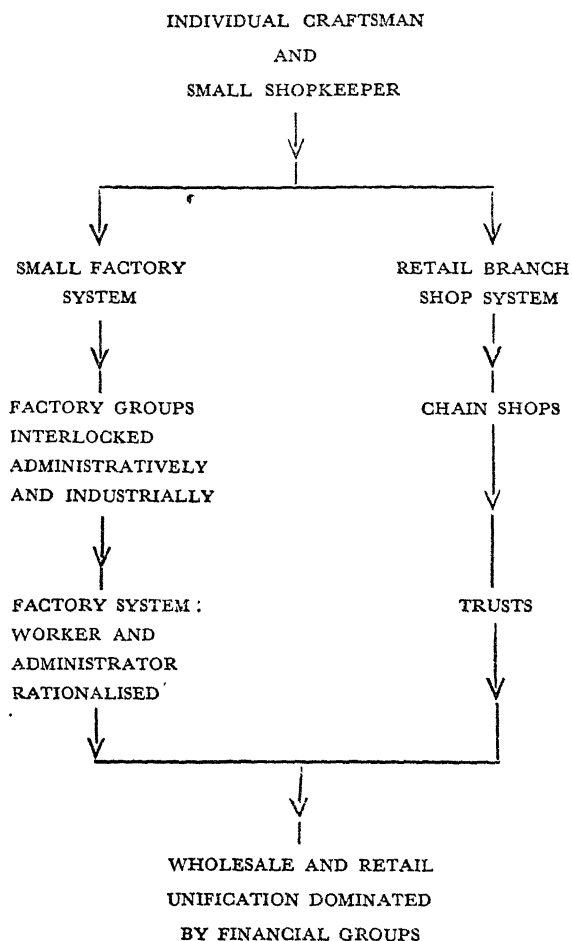 INDIVIDUAL CRAFTSMAN
AND
SMALL SHOPKEEPER
SMALL FACTORY
SYSTEM
RETAIL BRANCH
SHOP SYSTEM
FACTORY GROUPS
INTERLOCKED
ADMINISTRATIVELY
AND INDUSTRIALLY
CHAIN SHOPS
FACTORY SYSTEM:
WORKER AND
ADMINISTRATOR
RATIONALISED
TRUSTS
WHOLESALE AND RETAIL
UNIFICATION DOMINATED
BY FINANCIAL GROUPS